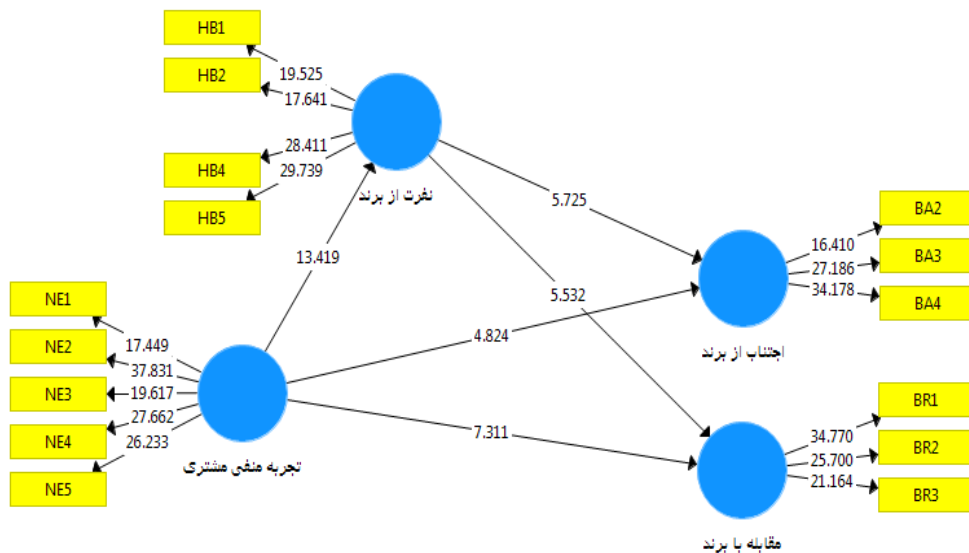 HB1
HB2
HB4
HB5
19.525
17.641
28.411
29.739
نفرت از برند
13.419
5.725
5.532
4.824
7.311
NE1
NE2
NE3
NE4
NE5
17.449
37.831
19.617
27.662
26.233
تجربه منفی مشتری
16.410
27.186
34.178
BA2
BA3
BA4
اجتناب از برند
34.770
25.700
21.164
BR1
BR2
BR3
مقابله با برند